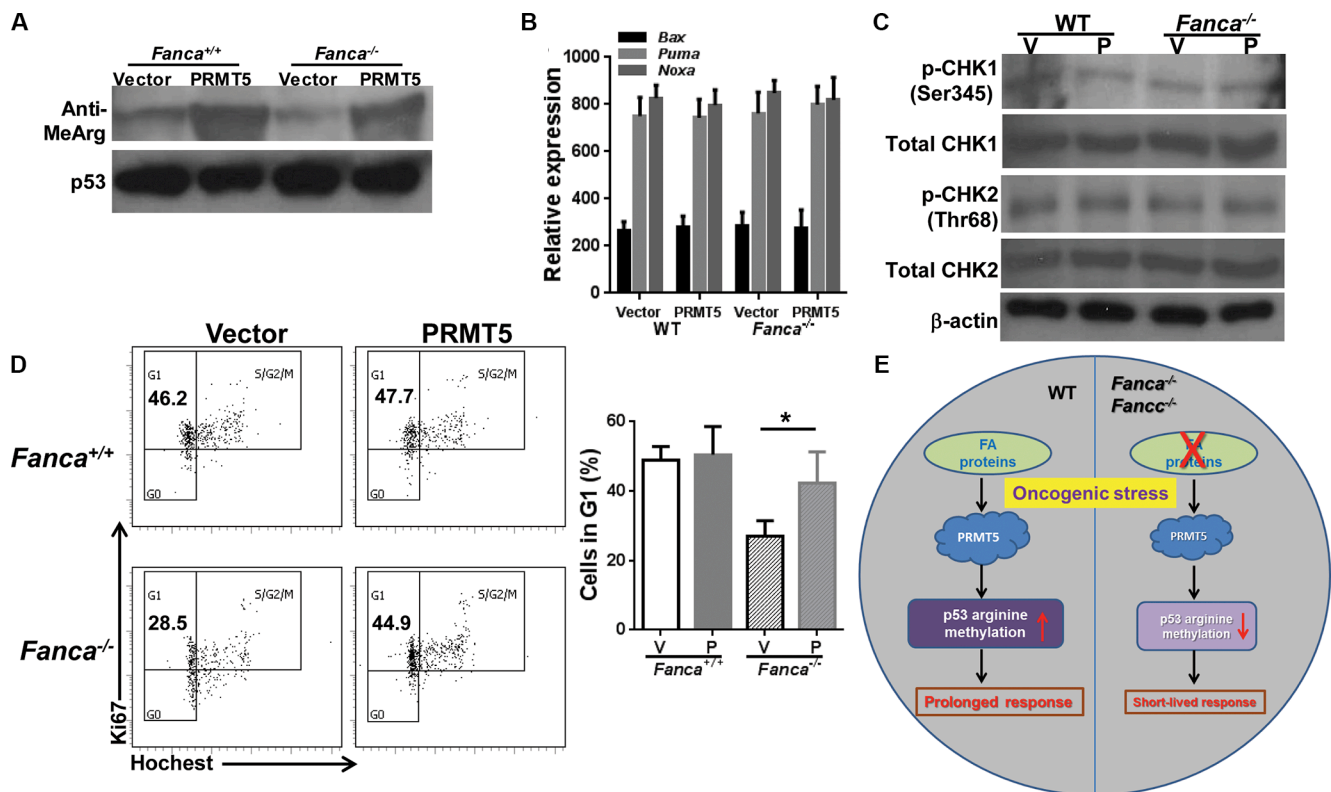 A
Fanca+/+
Fanca-/-
Vector PRMT5 Vector PRMT5
Anti-
MeArg
p53
B
Bax
Puma
Noxa
Relative expression
1000
800
600
400
200
0
Vector PRMT5 Vector PRMT5
WT
Fanca-/-
C
WT
Fanca-/-
V P V P
p-CHK1
(Ser345)
Total CHK1
p-CHK2
(Thr68)
Total CHK2
β-actin
D
Vector
PRMT5
Fanca+/+
G1
46.2
S/G2/M
G0
G1
47.7
S/G2/M
G0
Fanca-/-
G1
28.5
S/G2/M
G0
G1
44.9
S/G2/M
G0
Ki67
Hochest
Cells in G1 (%)
60
40
20
0
*
V P V P
Fanca+/+
Fanca-/-
E
WT
Fanca-/-
Fancc-/-
FA
proteins
FA
proteins
Oncogenic stress
PRMT5
PRMT5
p53 arginine
methylation
p53 arginine
methylation
Prolonged response
Short-lived response